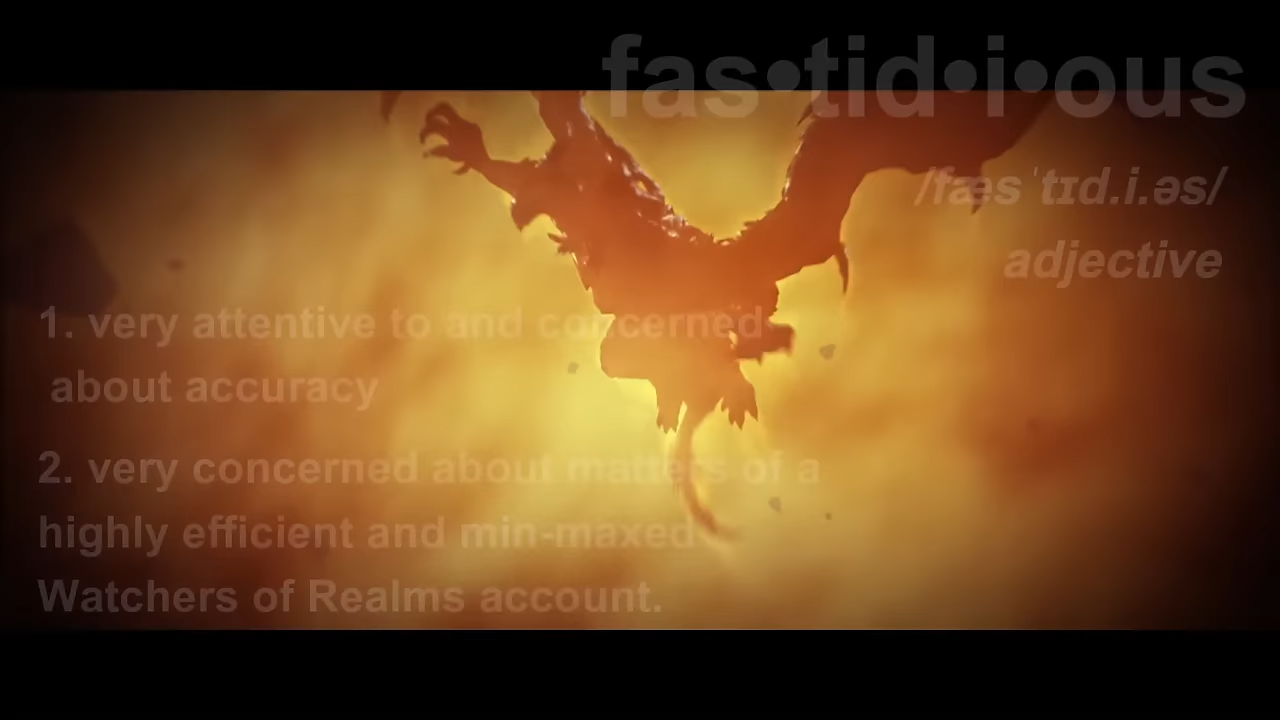 fas•tid•i•ous
/fæsˈtɪd.i.əs/
adjective
1. very attentive to and concerned
about accuracy
2. very concerned about matters of a
highly efficient and min-maxed
Watchers of Realms account.